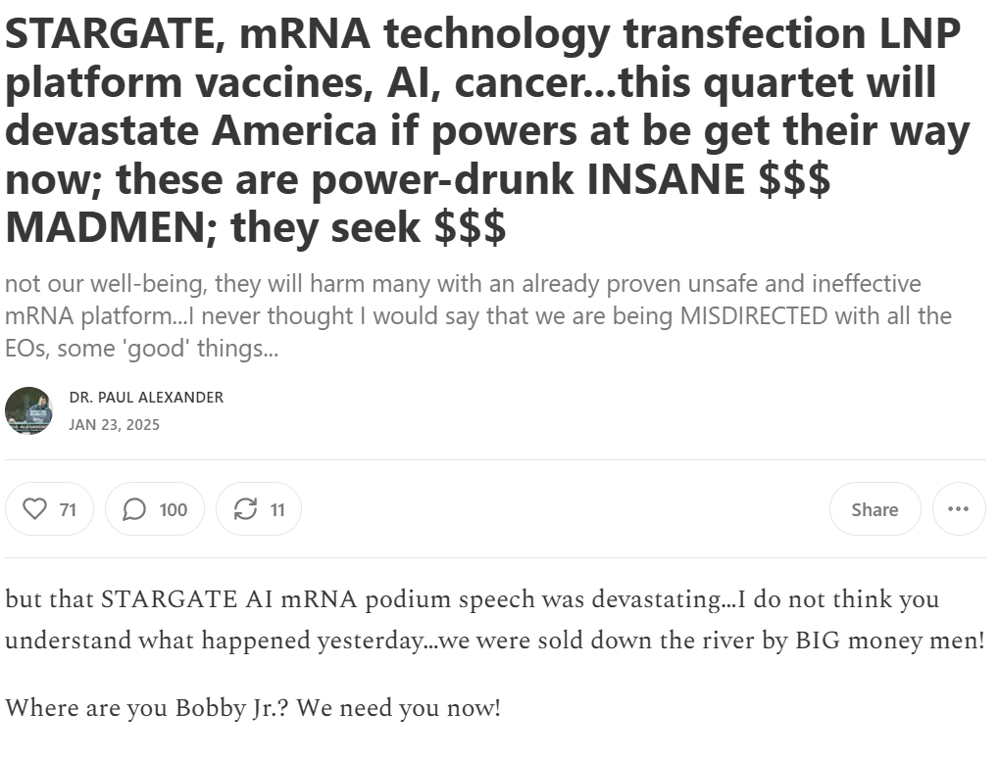 STARGATE, mRNA technology transfection LNP
platform vaccines, AI, cancer...this quartet will
devastate America if powers at be get their way
now; these are power-drunk INSANE $$$
MADMEN; they seek $$$
not our well-being, they will harm many with an already proven unsafe and ineffective
mRNA platform...I never thought I would say that we are being MISDIRECTED with all the
EOs, some 'good' things...
DR. PAUL ALEXANDER
JAN 23, 2025
71
100
11
Share
but that STARGATE AI mRNA podium speech was devastating...I do not think you
understand what happened yesterday...we were sold down the river by BIG money men!
Where are you Bobby Jr.? We need you now!